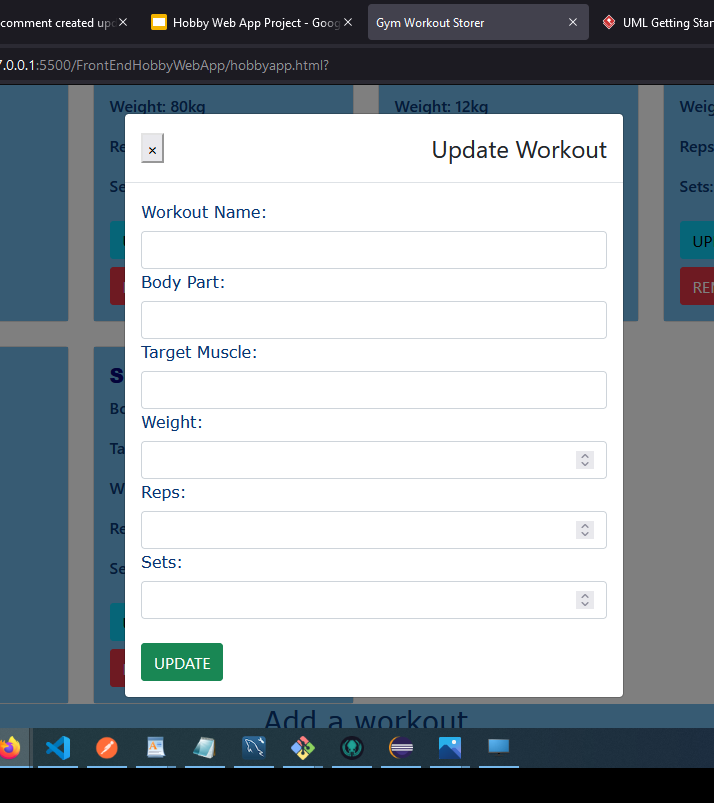 comment created upo
Hobby Web App Project - Goog
Gym Workout Storer
UML Getting Star
7.0.0.1:5500/FrontEndHobbyWebApp/hobbyapp.html?
Weight: 80kg
Weight: 12kg
Weig
Re
Reps
Se
Sets:
UP
REM
×
Update Workout
Workout Name:
Body Part:
Target Muscle:
Weight:
Reps:
Sets:
UPDATE
S
Bo
Ta
W
Re
Se
Add a workout